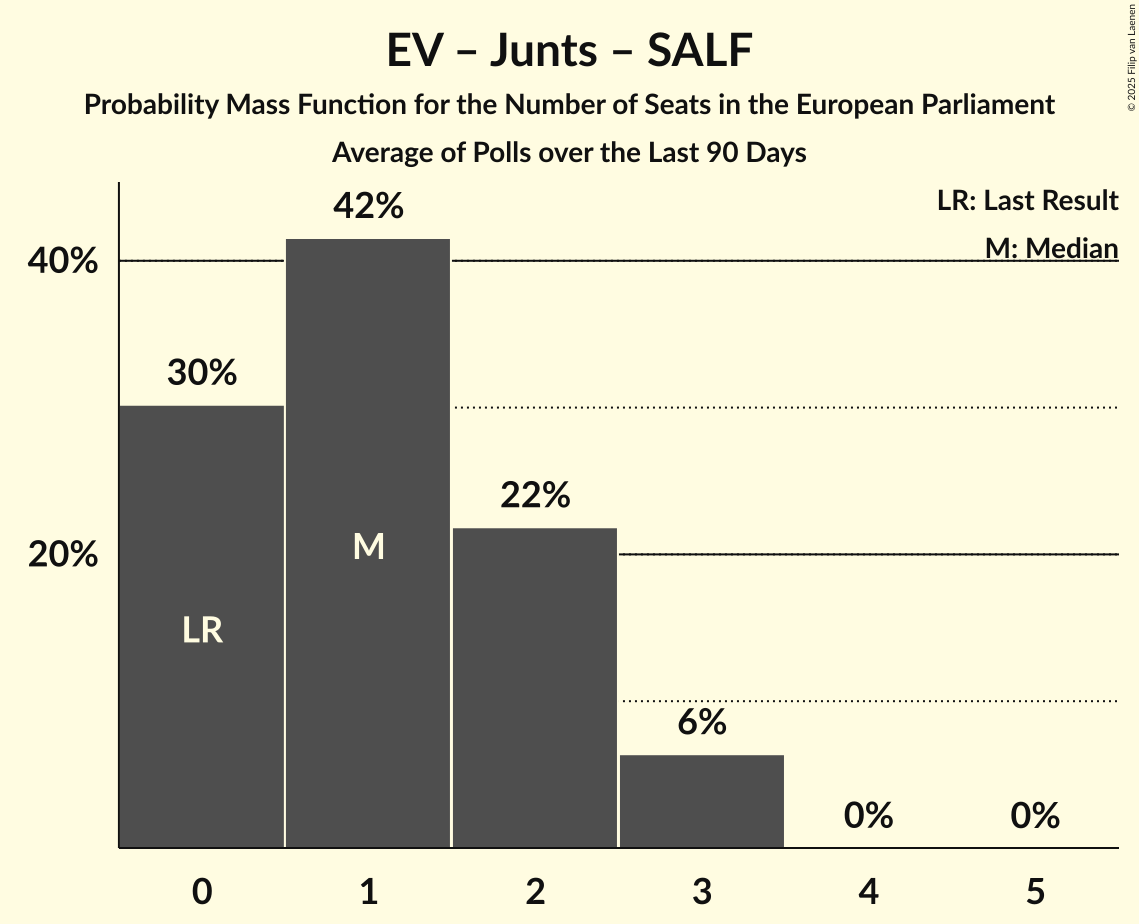 EV – Junts – SALF
Probability Mass Function for the Number of Seats in the European Parliament
Average of Polls over the Last 90 Days
© 2025 Filip van Laenen
LR: Last Result
M: Median
42%
40%
30%
22%
20%
M
LR
6%
0%
0%
0
1
2
3
4
5